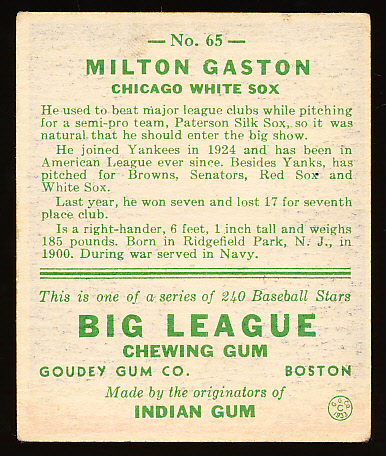 — No. 65 —
MILTON GASTON
CHICAGO WHITE SOX
He used to beat major league clubs while pitching
for a semi-pro team, Paterson Silk Sox, so it was
natural that he should enter the big show.
He joined Yankees in 1924 and has been in
American League ever since. Besides Yanks, has
pitched for Browns, Senators, Red Sox and
White Sox.
Last year, he won seven and lost 17 for seventh
place club.
Is a right-hander, 6 feet, 1 inch tall and weighs
185 pounds. Born in Ridgefield Park, N. J., in
1900. During war served in Navy.
This is one of a series of 240 Baseball Stars
BIG LEAGUE
CHEWING GUM
GOUDEY GUM CO. BOSTON
Made by the originators of
INDIAN GUM